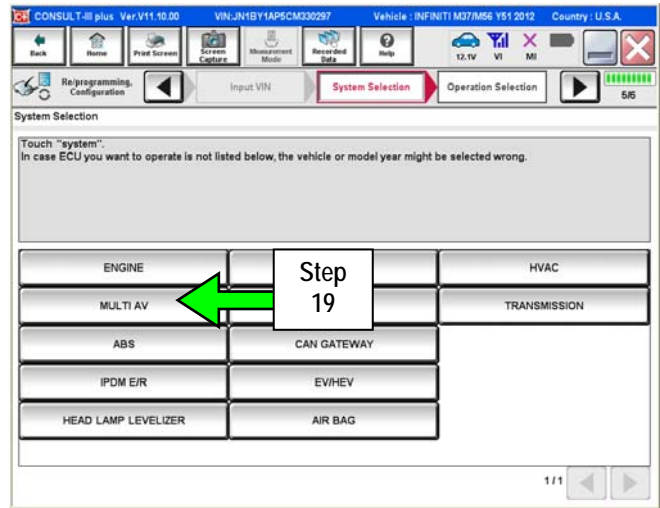 CONSULT-III plus Ver.V11.10.00 VIN:JN1BY1AP5CM330297 Vehicle : INFINITI M37/M56 Y51 2012 Country : U.S.A.
Back Home Print Screen Screen Capture Measurement Mode Recorded Data Help 12.1V VI MI
Re/programming, Configuration Input VIN System Selection Operation Selection 5/6
System Selection
Touch "system".
In case ECU you want to operate is not listed below, the vehicle or model year might be selected wrong.
ENGINE HVAC
MULTI AV TRANSMISSION
Step
19
ABS CAN GATEWAY
IPDM E/R EV/HEV
HEAD LAMP LEVELIZER AIR BAG
1/1